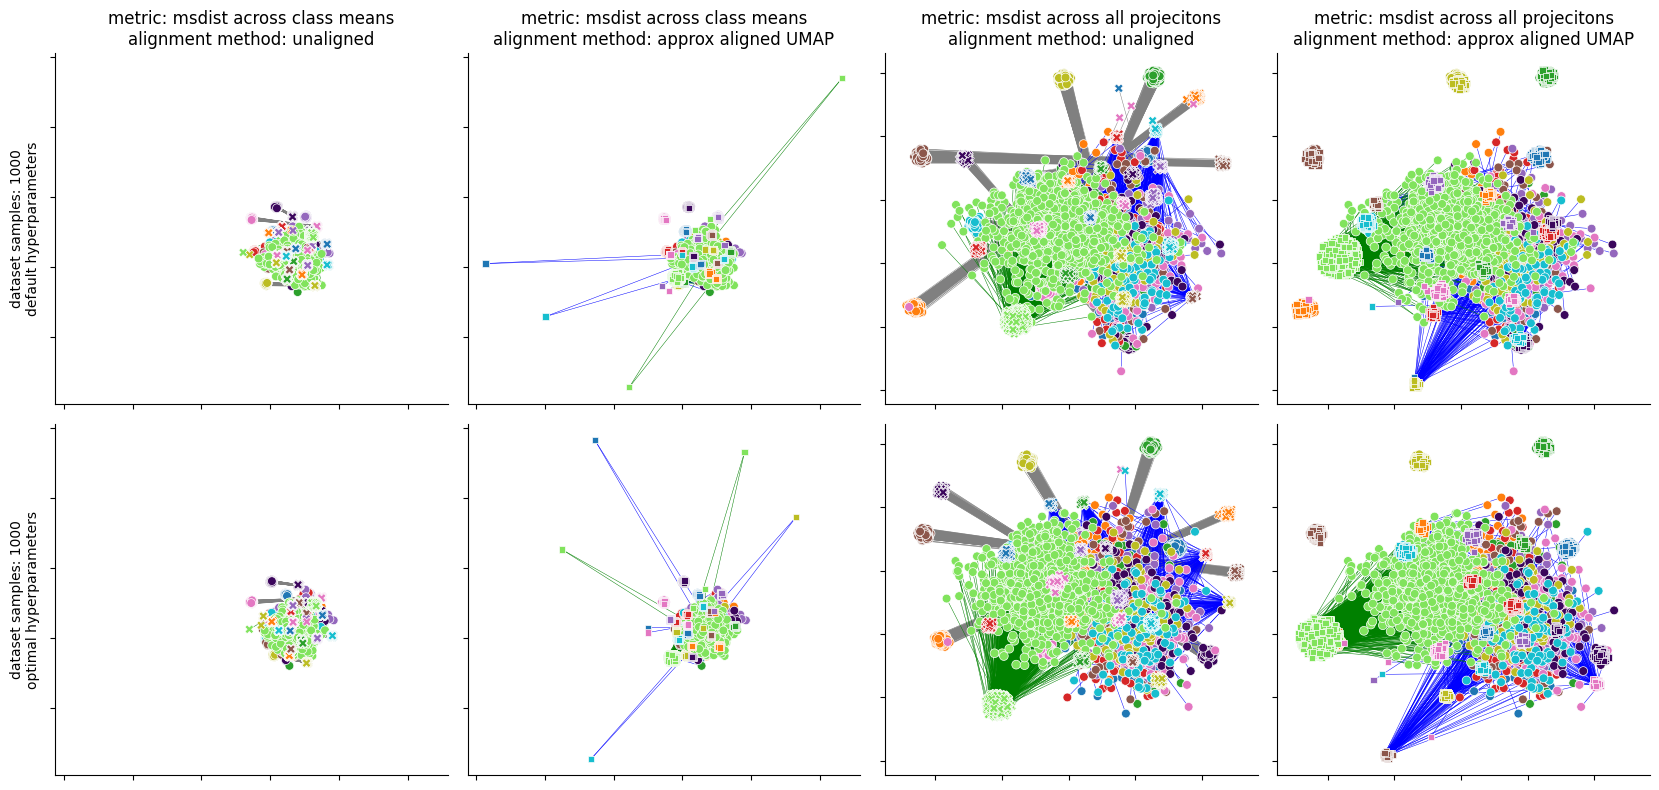 metric: msdist across class means
alignment method: unaligned
metric: msdist across class means
alignment method: approx aligned UMAP
metric: msdist across all projecitons
alignment method: unaligned
metric: msdist across all projecitons
alignment method: approx aligned UMAP
dataset samples: 1000
default hyperparameters
dataset samples: 1000
optimal hyperparameters